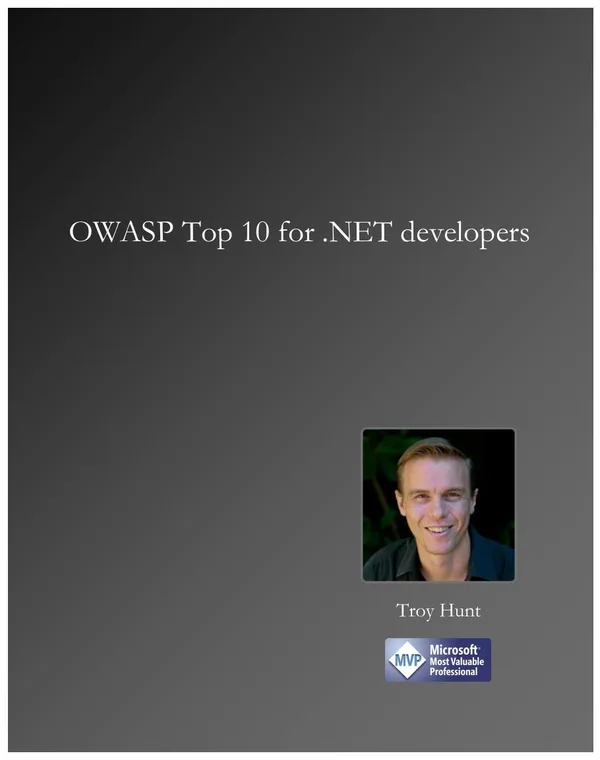 OWASP Top 10 for .NET developers
Troy Hunt
MVP
Microsoft®
Most Valuable
Professional